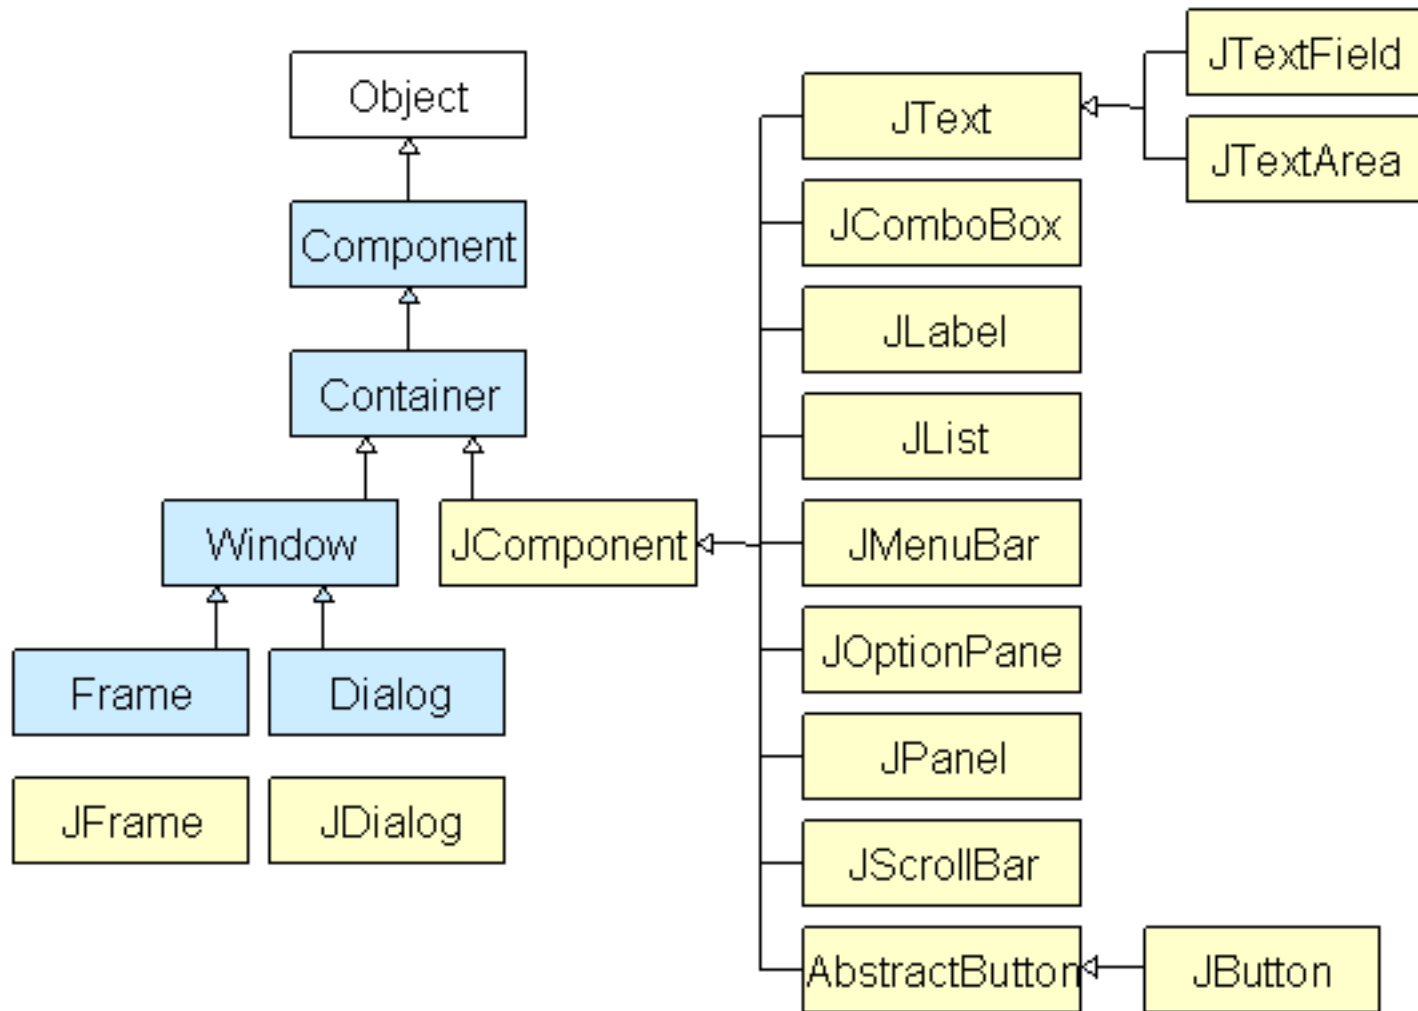 Object
Component
Container
Window
JComponent
Frame
Dialog
JFrame
JDialog
JText
JComboBox
JLabel
JList
JMenuBar
JOptionPane
JPanel
JScrollBar
AbstractButton
JTextField
JTextArea
JButton